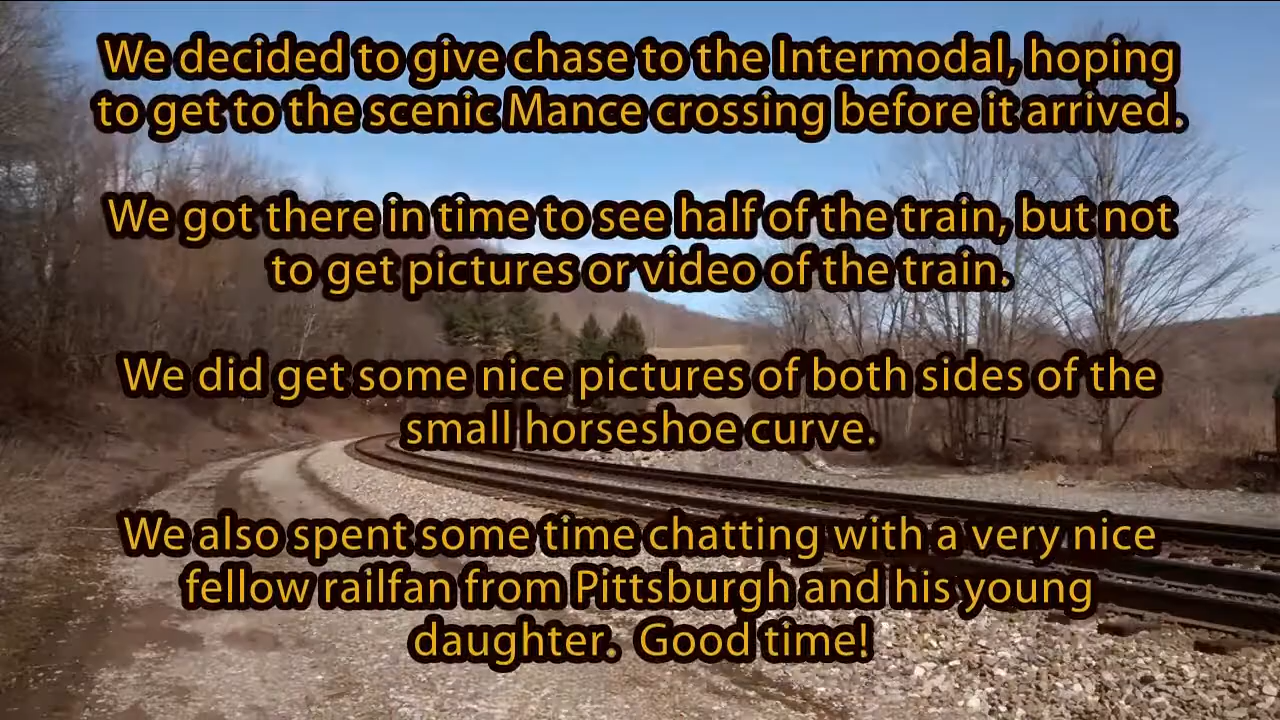 We decided to give chase to the Intermodal, hoping
to get to the scenic Mance crossing before it arrived.
We got there in time to see half of the train, but not
to get pictures or video of the train.
We did get some nice pictures of both sides of the
small horseshoe curve.
We also spent some time chatting with a very nice
fellow railfan from Pittsburgh and his young
daughter.  Good time!